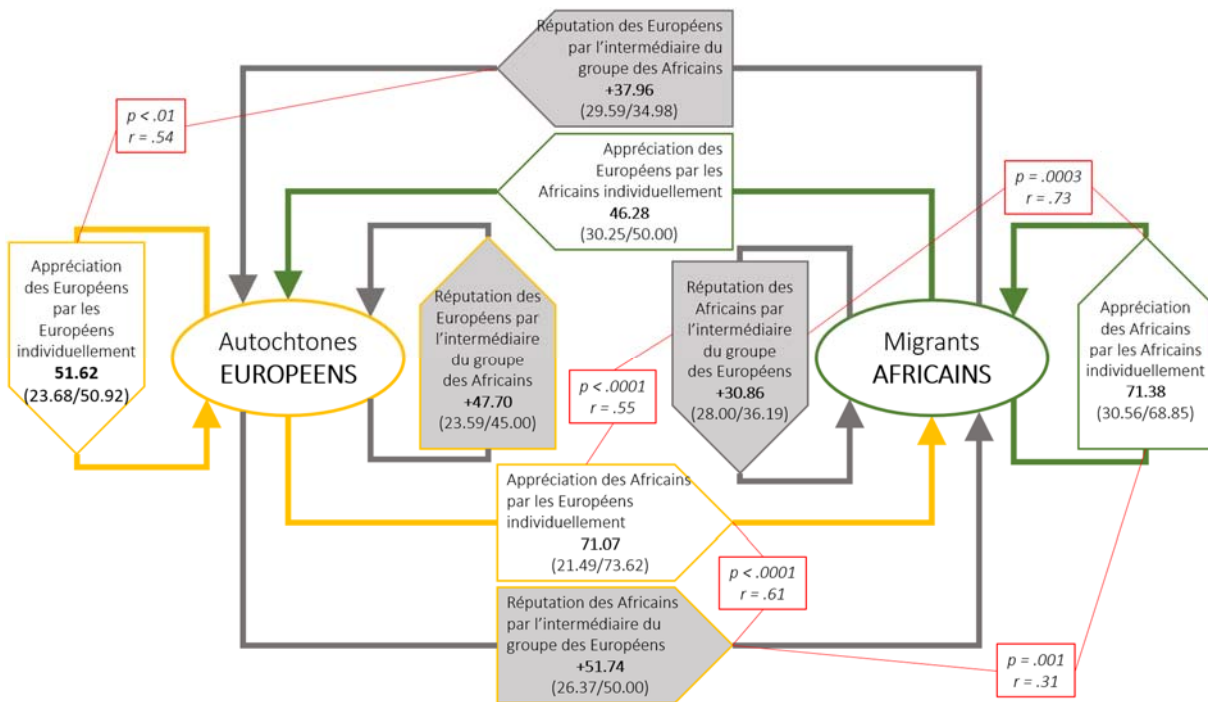 Réputation des Européens
par l'intermédiaire du
groupe des Africains
+37.96
(29.59/34.98)
p < .01
r = .54
Appréciation des
Européens par les
Africains individuellement
46.28
(30.25/50.00)
p = .0003
r = .73
Appréciation
des Européens
par les
Européens
individuellement
51.62
(23.68/50.92)
Autochtones
EUROPEENS
Réputation des
Européens par
l'intermédiaire
du groupe
des Africains
+47.70
(23.59/45.00)
p < .0001
r = .55
Réputation des
Africains par
l'intermédiaire
du groupe
des Européens
+30.86
(28.00/36.19)
Migrants
AFRICAINS
Appréciation
des Africains
par les Africains
individuellement
71.38
(30.56/68.85)
Appréciation des Africains
par les Européens
individuellement
71.07
(21.49/73.62)
p < .0001
r = .61
Réputation des Africains
par l'intermédiaire du
groupe des Européens
+51.74
(26.37/50.00)
p = .001
r = .31